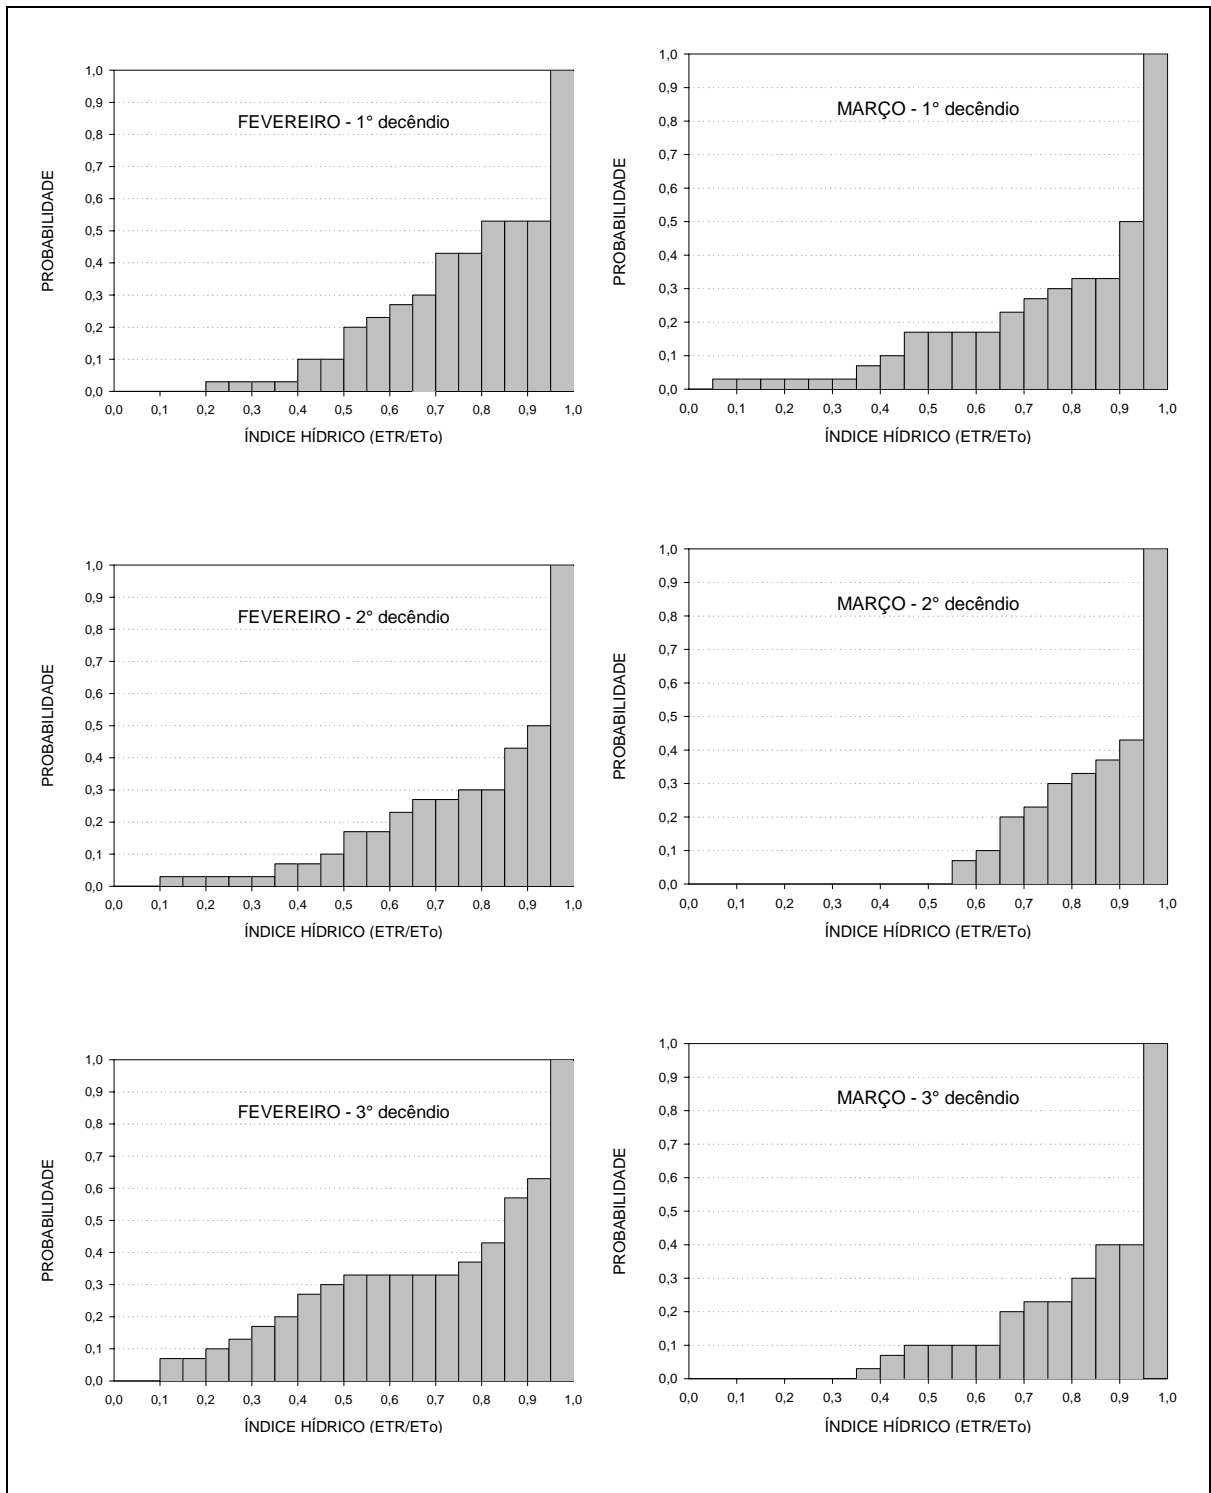 FEVEREIRO - 1° decêndio
PROBABILIDADE
1,0
0,9
0,8
0,7
0,6
0,5
0,4
0,3
0,2
0,1
0,0
0,0 0,1 0,2 0,3 0,4 0,5 0,6 0,7 0,8 0,9 1,0
ÍNDICE HÍDRICO (ETR/ETo)
MARÇO - 1° decêndio
PROBABILIDADE
1,0
0,9
0,8
0,7
0,6
0,5
0,4
0,3
0,2
0,1
0,0
0,0 0,1 0,2 0,3 0,4 0,5 0,6 0,7 0,8 0,9 1,0
ÍNDICE HÍDRICO (ETR/ETo)
FEVEREIRO - 2° decêndio
PROBABILIDADE
1,0
0,9
0,8
0,7
0,6
0,5
0,4
0,3
0,2
0,1
0,0
0,0 0,1 0,2 0,3 0,4 0,5 0,6 0,7 0,8 0,9 1,0
ÍNDICE HÍDRICO (ETR/ETo)
MARÇO - 2° decêndio
PROBABILIDADE
1,0
0,9
0,8
0,7
0,6
0,5
0,4
0,3
0,2
0,1
0,0
0,0 0,1 0,2 0,3 0,4 0,5 0,6 0,7 0,8 0,9 1,0
ÍNDICE HÍDRICO (ETR/ETo)
FEVEREIRO - 3° decêndio
PROBABILIDADE
1,0
0,9
0,8
0,7
0,6
0,5
0,4
0,3
0,2
0,1
0,0
0,0 0,1 0,2 0,3 0,4 0,5 0,6 0,7 0,8 0,9 1,0
ÍNDICE HÍDRICO (ETR/ETo)
MARÇO - 3° decêndio
PROBABILIDADE
1,0
0,9
0,8
0,7
0,6
0,5
0,4
0,3
0,2
0,1
0,0
0,0 0,1 0,2 0,3 0,4 0,5 0,6 0,7 0,8 0,9 1,0
ÍNDICE HÍDRICO (ETR/ETo)